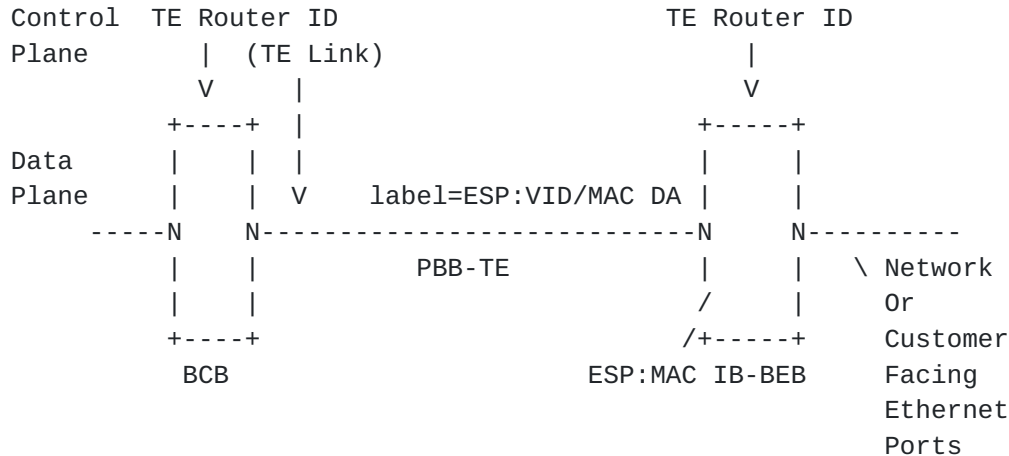 Control  TE Router ID                     TE Router ID
Plane       |  (TE Link)                       |
            V     |                            V
          +----+  |                         +-----+
Data      |    |  |                         |     |
Plane     |    |  V    label=ESP:VID/MAC DA |     |
     -----N    N----------------------------N     N----------
          |    |          PBB-TE            |     |   \ Network
          |    |                            /     |     Or
          +----+                           /+-----+     Customer
           BCB                       ESP:MAC IB-BEB     Facing
                                                        Ethernet
                                                        Ports